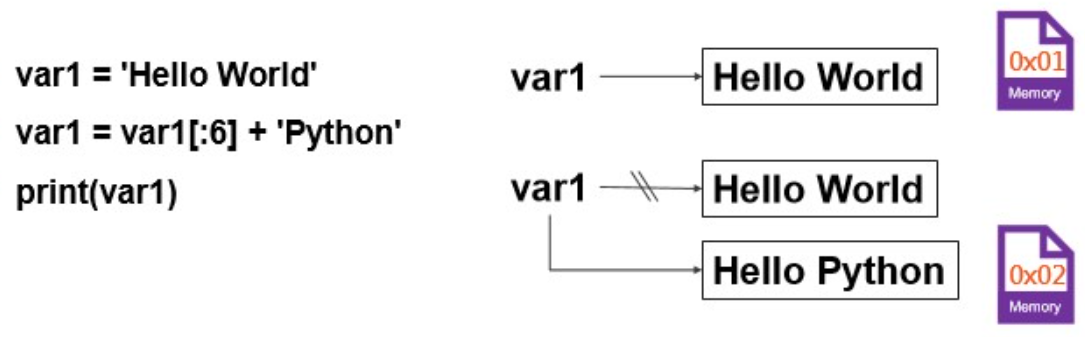 var1 = 'Hello World'
var1 = var1[:6] + 'Python'
print(var1)
var1
Hello World
0x01
Memory
var1
Hello World
Hello Python
0x02
Memory